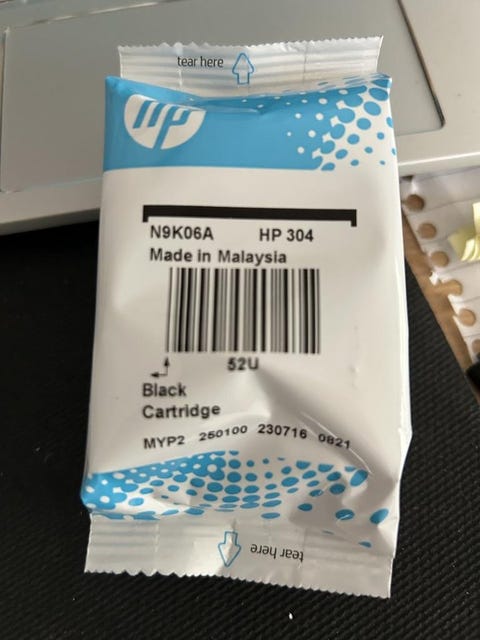 tear here
hp
N9K06A HP 304
Made in Malaysia
52U
Black
Cartridge
MYP2 250100 230716 0821
tear here